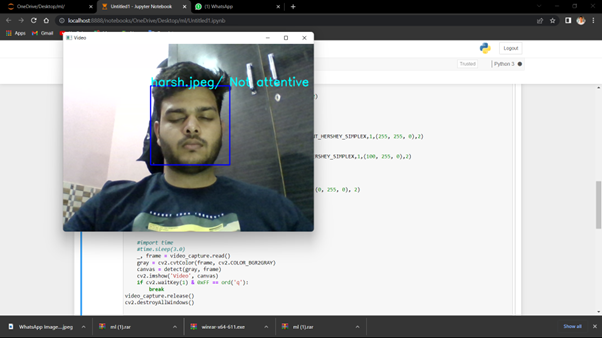 OneDrive/Desktop/ml/
Untitled1 - Jupyter Notebook
(1) WhatsApp
localhost:8888/notebooks/OneDrive/Desktop/ml/Untitled1.ipynb
Apps
Gmail
Video
Logout
Trusted
Python 3
harsh.jpeg/ Not attentive
T_HERSHEY_SIMPLEX,1,(255, 255, 0),2)
HERSHEY_SIMPLEX,1,(100, 255, 0),2)
(0, 255, 0), 2)
#import time
#time.sleep(3.0)
_, frame = video_capture.read()
gray = cv2.cvtColor(frame, cv2.COLOR_BGR2GRAY)
canvas = detect(gray, frame)
cv2.imshow('Video', canvas)
if cv2.waitKey(1) & 0xFF == ord('q'):
break
video_capture.release()
cv2.destroyAllWindows()
WhatsApp Image....jpeg
ml (1).rar
winrar-x64-611.exe
ml (1).rar
Show all